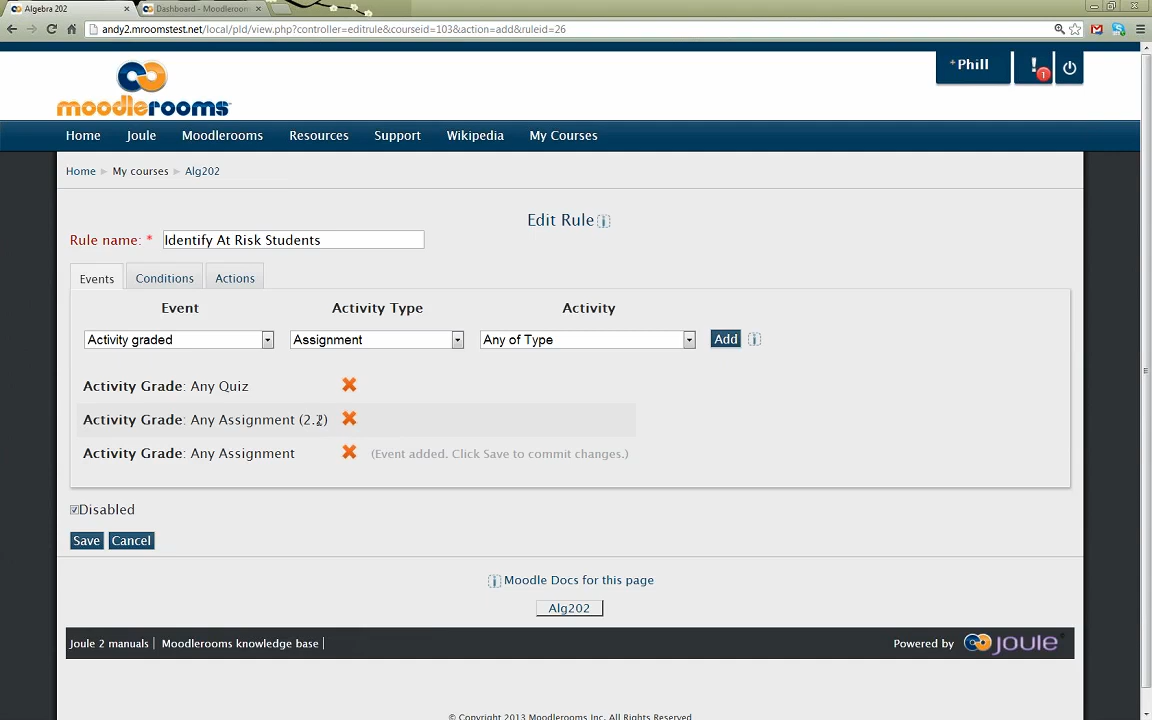 Algebra 202
Dashboard - Moodleroom
andy2.mroomstest.net/local/pld/view.php?controller=editrule&courseid=103&action=add&ruleid=26
moodlerooms
Phill
! 1
Home Joule Moodlerooms Resources Support Wikipedia My Courses
Home My courses Alg202
Edit Rule
Rule name: * Identify At Risk Students
Events Conditions Actions
Event Activity Type Activity
Activity graded Assignment Any of Type Add
Activity Grade: Any Quiz
Activity Grade: Any Assignment (2.2)
Activity Grade: Any Assignment (Event added. Click Save to commit changes.)
Disabled
Save Cancel
Moodle Docs for this page
Alg202
Joule 2 manuals | Moodlerooms knowledge base |
Powered by joule
© Copyright 2013 Moodlerooms Inc. All Rights Reserved